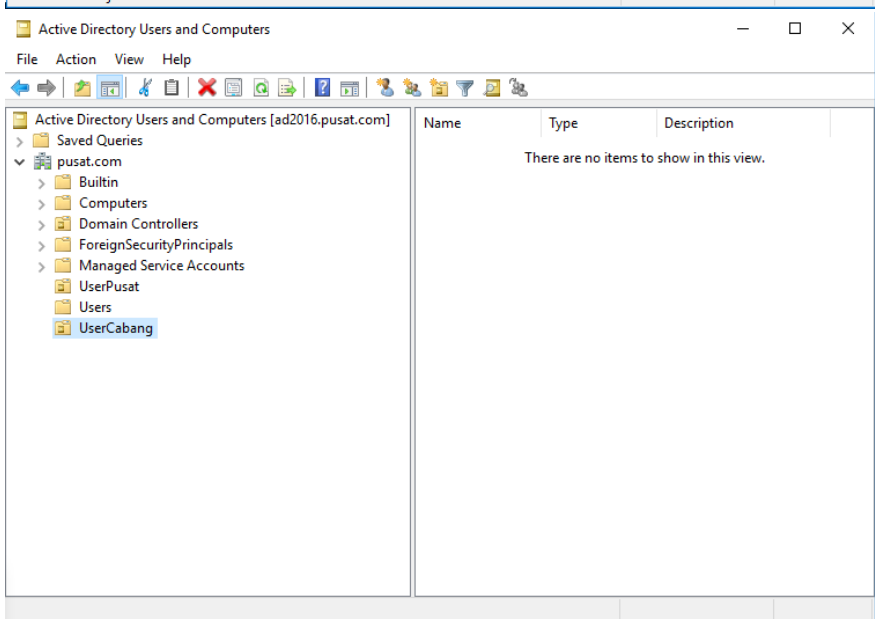 Active Directory Users and Computers
File Action View Help
Active Directory Users and Computers [ad2016.pusat.com]
Saved Queries
pusat.com
Builtin
Computers
Domain Controllers
ForeignSecurityPrincipals
Managed Service Accounts
UserPusat
Users
UserCabang
Name Type Description
There are no items to show in this view.